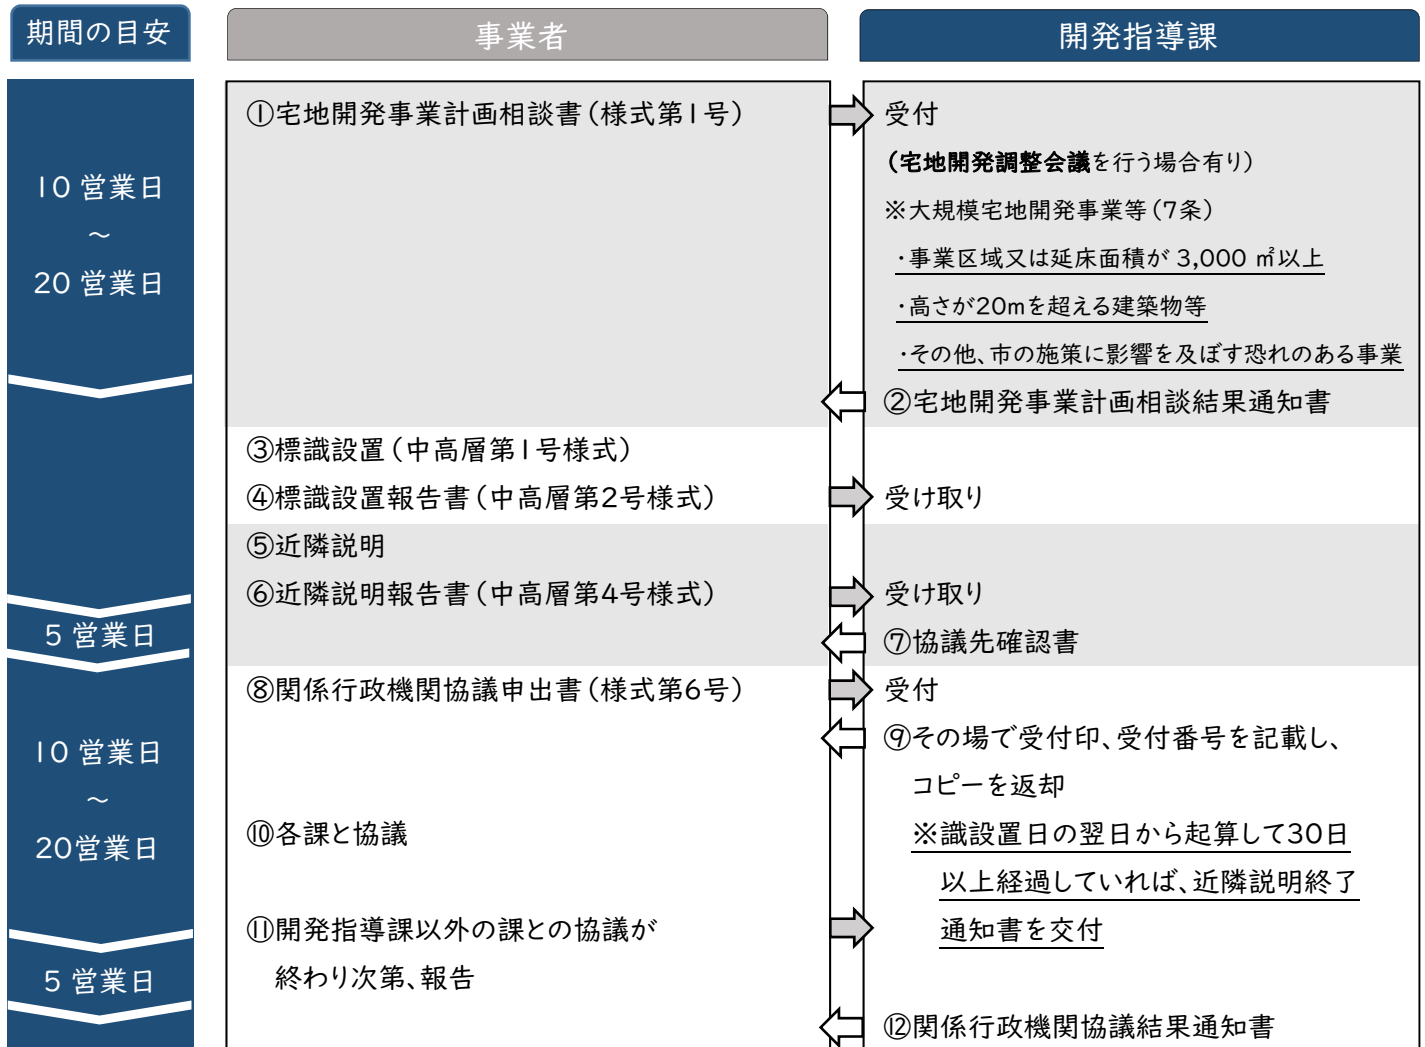 期間の目安
事業者
開発指導課
10 営業日
～
20 営業日
5 営業日
10 営業日
～
20営業日
5 営業日
①宅地開発事業計画相談書（様式第1号）
受付
（宅地開発調整会議を行う場合有り）
※大規模宅地開発事業等（7条）
・事業区域又は延床面積が 3,000 ㎡以上
・高さが20mを超える建築物等
・その他、市の施策に影響を及ぼす恐れのある事業
②宅地開発事業計画相談結果通知書
③標識設置（中高層第1号様式）
④標識設置報告書（中高層第2号様式）
受け取り
⑤近隣説明
⑥近隣説明報告書（中高層第4号様式）
受け取り
⑦協議先確認書
⑧関係行政機関協議申出書（様式第6号）
受付
⑨その場で受付印、受付番号を記載し、
コピーを返却
⑩各課と協議
※識設置日の翌日から起算して30日
以上経過していれば、近隣説明終了
通知書を交付
⑪開発指導課以外の課との協議が
終わり次第、報告
⑫関係行政機関協議結果通知書